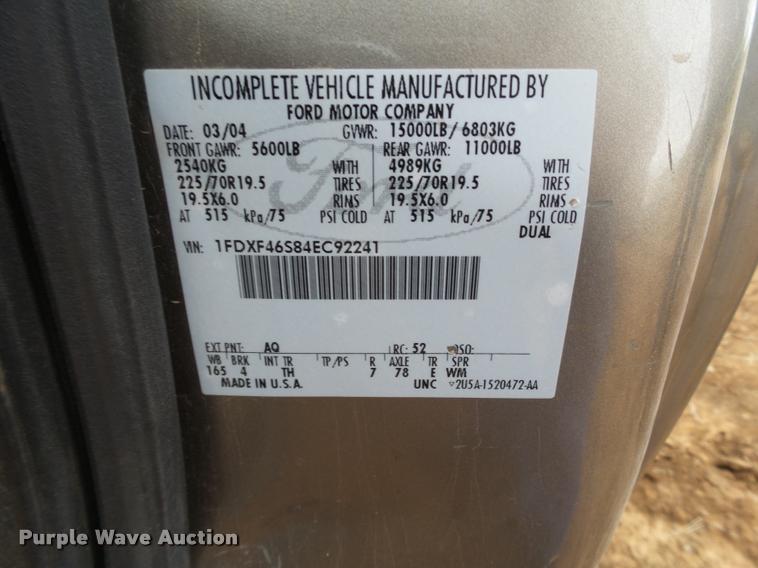 INCOMPLETE VEHICLE MANUFACTURED BY
FORD MOTOR COMPANY
DATE: 03/04 GVWR: 15000LB/ 6803KG
FRONT GAWR: 5600LB REAR GAWR: 11000LB
2540KG WITH 4989KG WITH
225/70R19.5 TIRES 225/70R19.5 TIRES
19.5X6.0 RIMS 19.5X6.0 RIMS
AT 515 kPa/75 PSI COLD AT 515 kPa/75 PSI COLD
DUAL
Ford
VIN: 1FDXF46S84EC92241
EXT PNT: AQ RC: 52 DSO:
WB BRK INT TR TP/PS R AXLE TR SPR
165 4 TH 7 78 E WM
MADE IN U.S.A. UNC 2U5A-1520472-AA
Purple Wave Auction